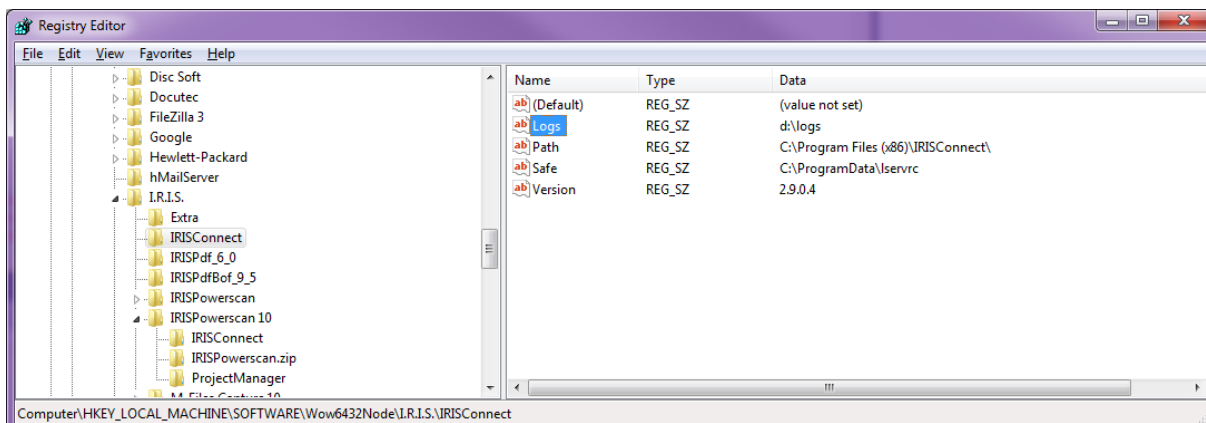 Registry Editor
File Edit View Favorites Help
Disc Soft
Docutec
FileZilla 3
Google
Hewlett-Packard
hMailServer
I.R.I.S.
Extra
IRISConnect
IRISPdf_6_0
IRISPdfBof_9_5
IRISPowerscan
IRISPowerscan 10
IRISConnect
IRISPowerscan.zip
ProjectManager
Name Type Data
(Default) REG_SZ (value not set)
Logs REG_SZ d:\logs
Path REG_SZ C:\Program Files (x86)\IRISConnect\
Safe REG_SZ C:\ProgramData\lservrc
Version REG_SZ 2.9.0.4
Computer\HKEY_LOCAL_MACHINE\SOFTWARE\Wow6432Node\I.R.I.S.\IRISConnect